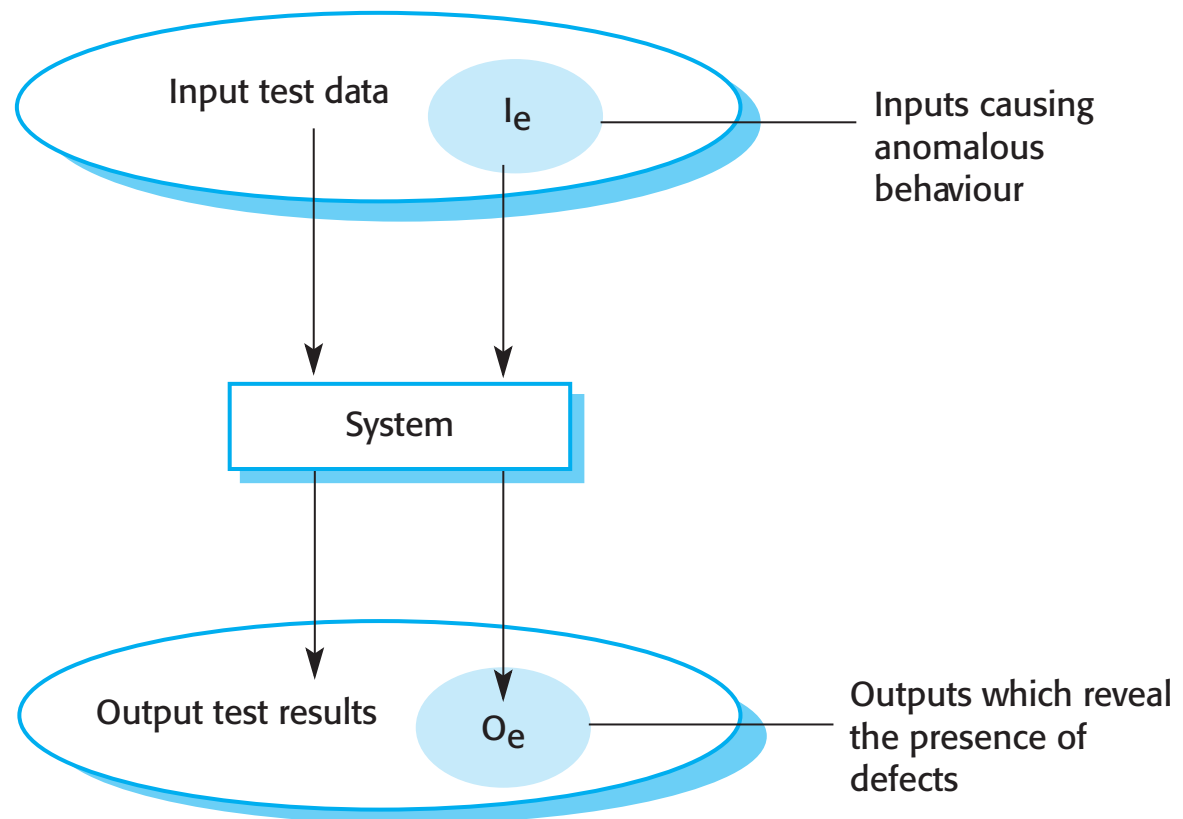 Input test data
Ie
Inputs causing
anomalous
behaviour
System
Output test results
Oe
Outputs which reveal
the presence of
defects